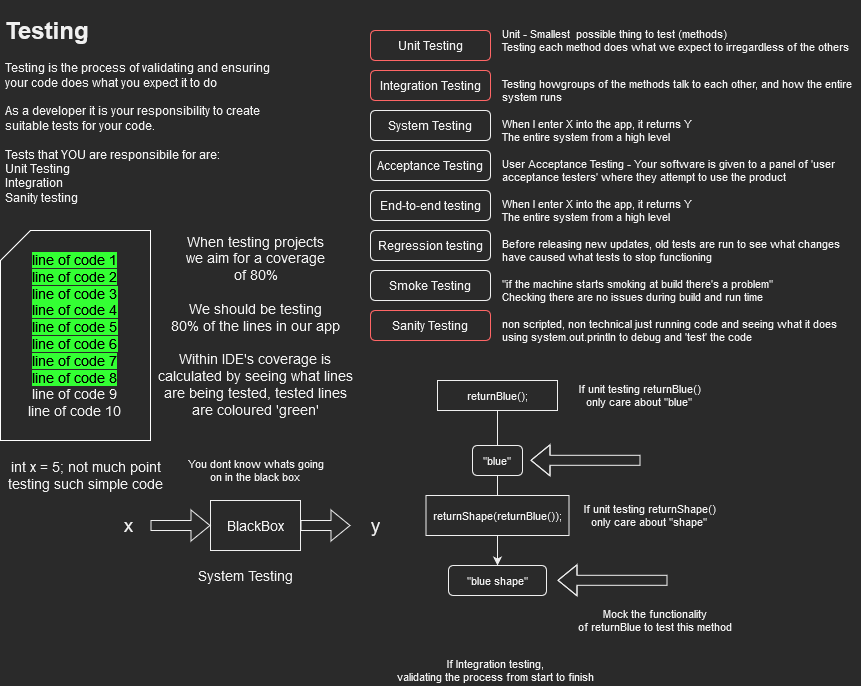 Testing
Testing is the process of validating and ensuring
your code does what you expect it to do
As a developer it is your responsibility to create
suitable tests for your code.
Tests that YOU are responsibile for are:
Unit Testing
Integration
Sanity testing
line of code 1
line of code 2
line of code 3
line of code 4
line of code 5
line of code 6
line of code 7
line of code 8
line of code 9
line of code 10
When testing projects
we aim for a coverage
of 80%
We should be testing
80% of the lines in our app
Within IDE's coverage is
calculated by seeing what lines
are being tested, tested lines
are coloured 'green'
int x = 5; not much point
testing such simple code
You dont know whats going
on in the black box
x
BlackBox
y
System Testing
Unit Testing
Unit - Smallest possible thing to test (methods)
Testing each method does what we expect to irregardless of the others
Integration Testing
Testing howgroups of the methods talk to each other, and how the entire
system runs
System Testing
When I enter X into the app, it returns Y
The entire system from a high level
Acceptance Testing
User Acceptance Testing - Your software is given to a panel of 'user
acceptance testers' where they attempt to use the product
End-to-end testing
When I enter X into the app, it returns Y
The entire system from a high level
Regression testing
Before releasing new updates, old tests are run to see what changes
have caused what tests to stop functioning
Smoke Testing
"if the machine starts smoking at build there's a problem"
Checking there are no issues during build and run time
Sanity Testing
non scripted, non technical just running code and seeing what it does
using system.out.println to debug and 'test' the code
returnBlue();
If unit testing returnBlue()
only care about "blue"
"blue"
returnShape(returnBlue());
If unit testing returnShape()
only care about "shape"
"blue shape"
Mock the functionality
of returnBlue to test this method
If Integration testing,
validating the process from start to finish